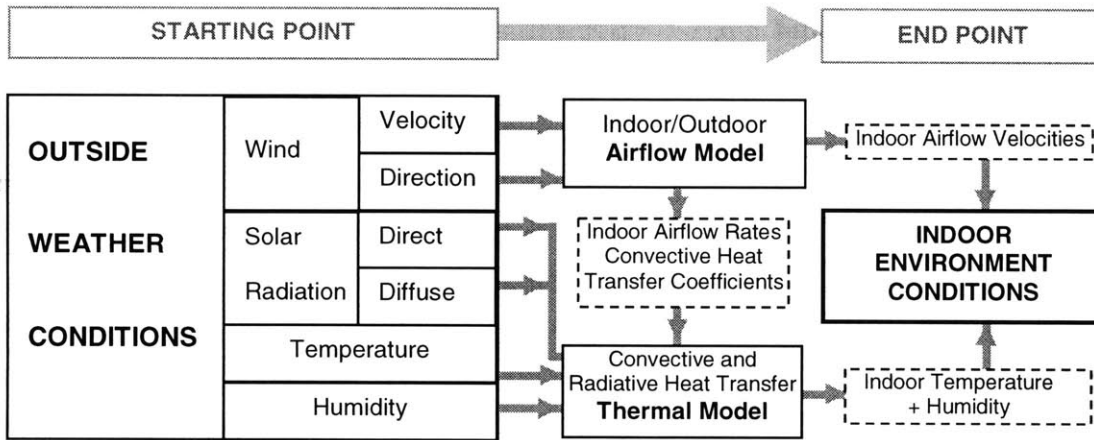 STARTING POINT
END POINT
OUTSIDE
WEATHER
CONDITIONS
Wind
Velocity
Direction
Solar
Radiation
Direct
Diffuse
Temperature
Humidity
Indoor/Outdoor
Airflow Model
Indoor Airflow Rates
Convective Heat
Transfer Coefficients
Convective and
Radiative Heat Transfer
Thermal Model
Indoor Airflow Velocities
INDOOR
ENVIRONMENT
CONDITIONS
Indoor Temperature
+ Humidity